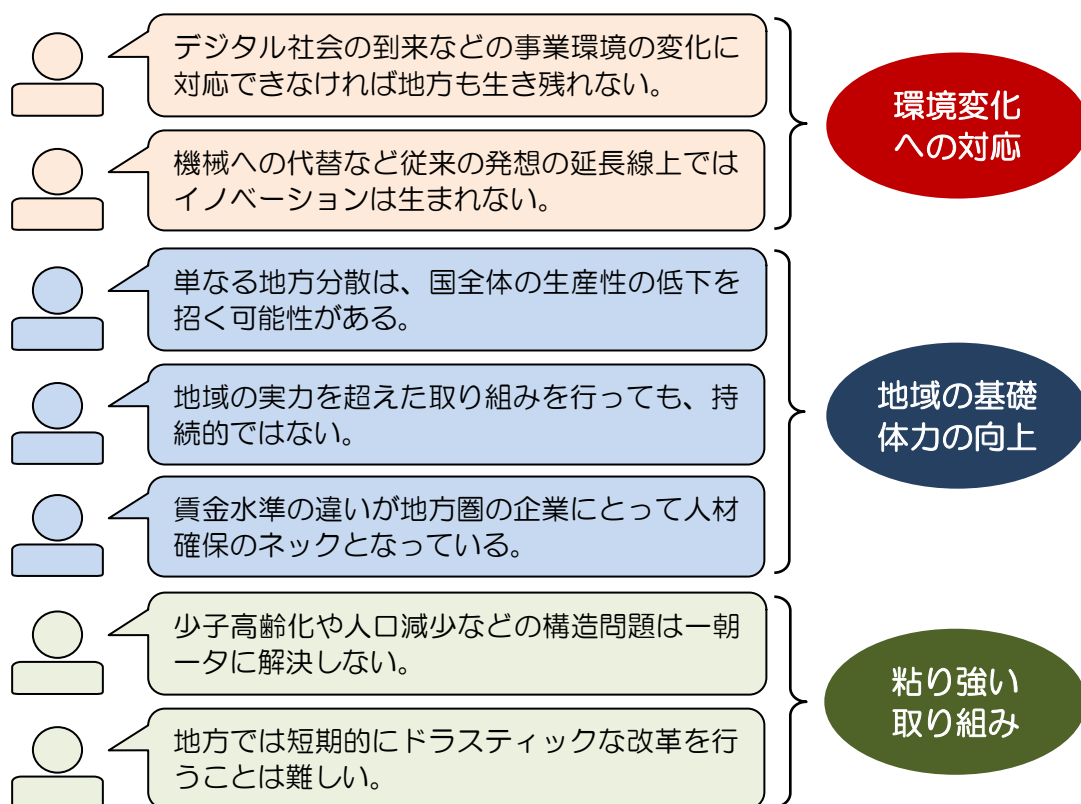 デジタル社会の到来などの事業環境の変化に
対応できなければ地方も生き残れない。
機械への代替など従来の発想の延長線上では
イノベーションは生まれない。
環境変化
への対応
単なる地方分散は、国全体の生産性の低下を
招く可能性がある。
地域の実力を超えた取り組みを行っても、持
続的ではない。
賃金水準の違いが地方圏の企業にとって人材
確保のネックとなっている。
地域の基礎
体力の向上
少子高齢化や人口減少などの構造問題は一朝
一夕に解決しない。
地方では短期的にドラスティックな改革を行
うことは難しい。
粘り強い
取り組み